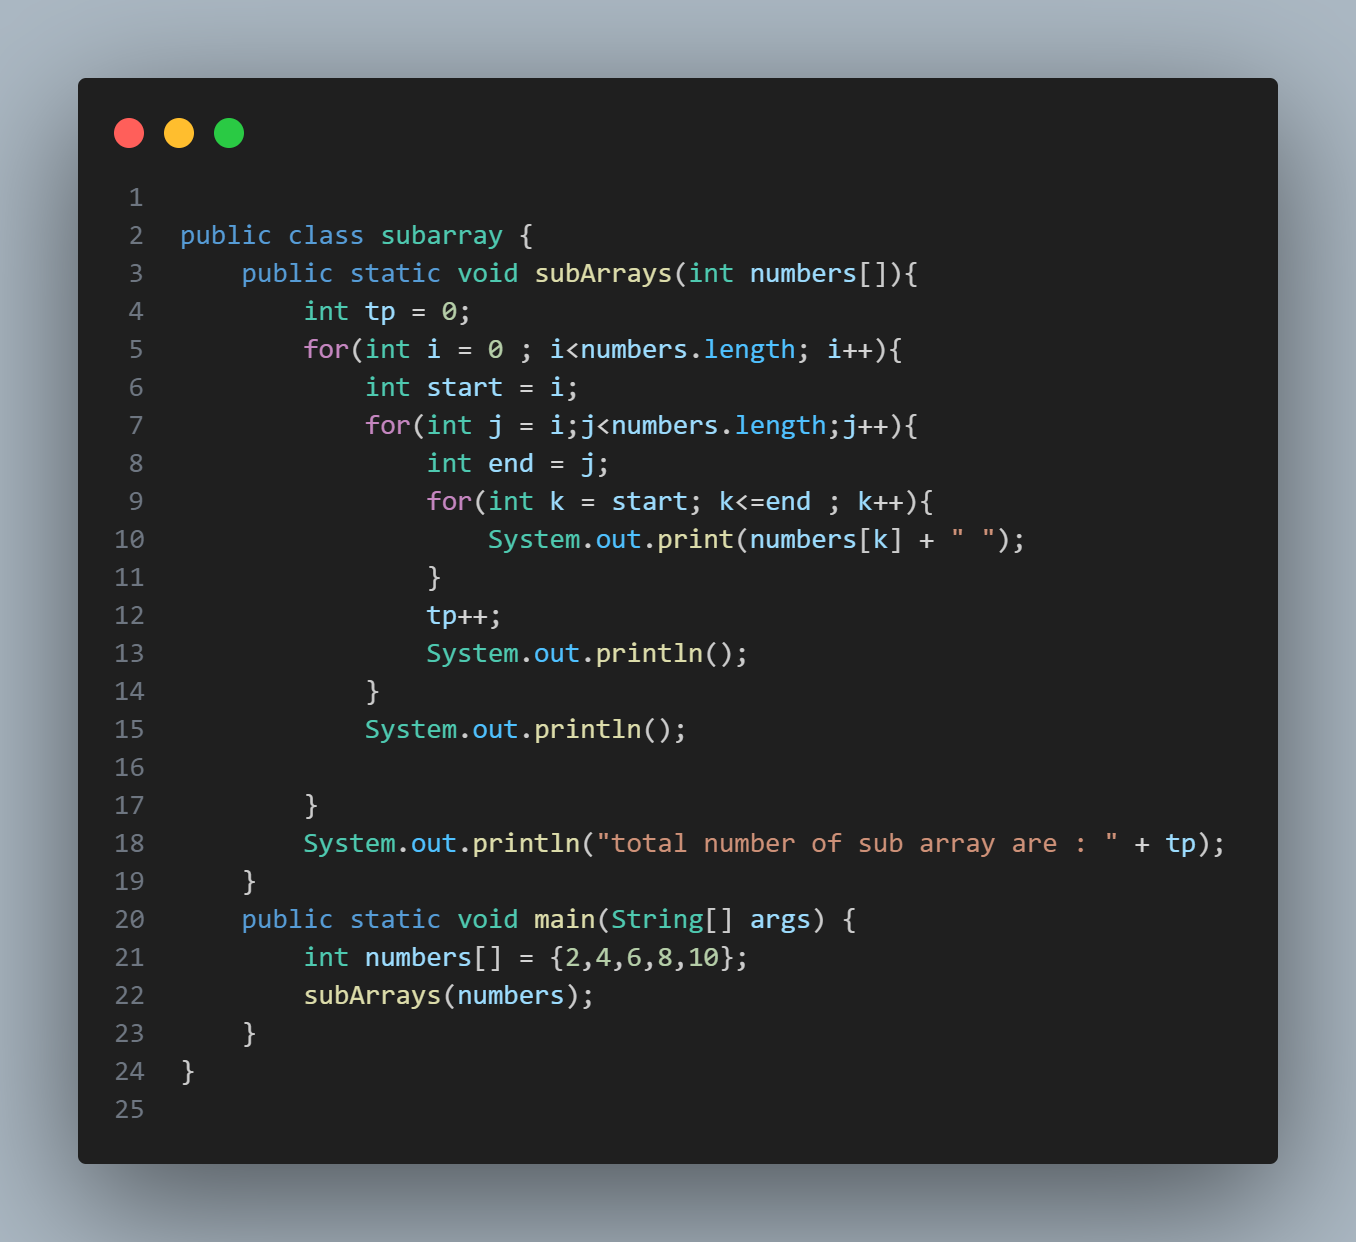 1
2 public class subarray {
3     public static void subArrays(int numbers[]){
4         int tp = 0;
5         for(int i = 0 ; i<numbers.length; i++){
6             int start = i;
7             for(int j = i;j<numbers.length;j++){
8                 int end = j;
9                 for(int k = start; k<=end ; k++){
10                     System.out.print(numbers[k] + " ");
11                 }
12                 tp++;
13                 System.out.println();
14             }
15             System.out.println();
16
17         }
18         System.out.println("total number of sub array are : " + tp);
19     }
20     public static void main(String[] args) {
21         int numbers[] = {2,4,6,8,10};
22         subArrays(numbers);
23     }
24 }
25